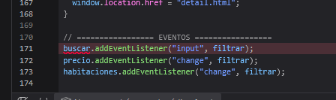 167 window.location.href = "detail.html";
168 }
169
170 // ================= EVENTOS =================
171 buscar.addEventListener("input", filtrar);
172 precio.addEventListener("change", filtrar);
173 habitaciones.addEventListener("change", filtrar);
174